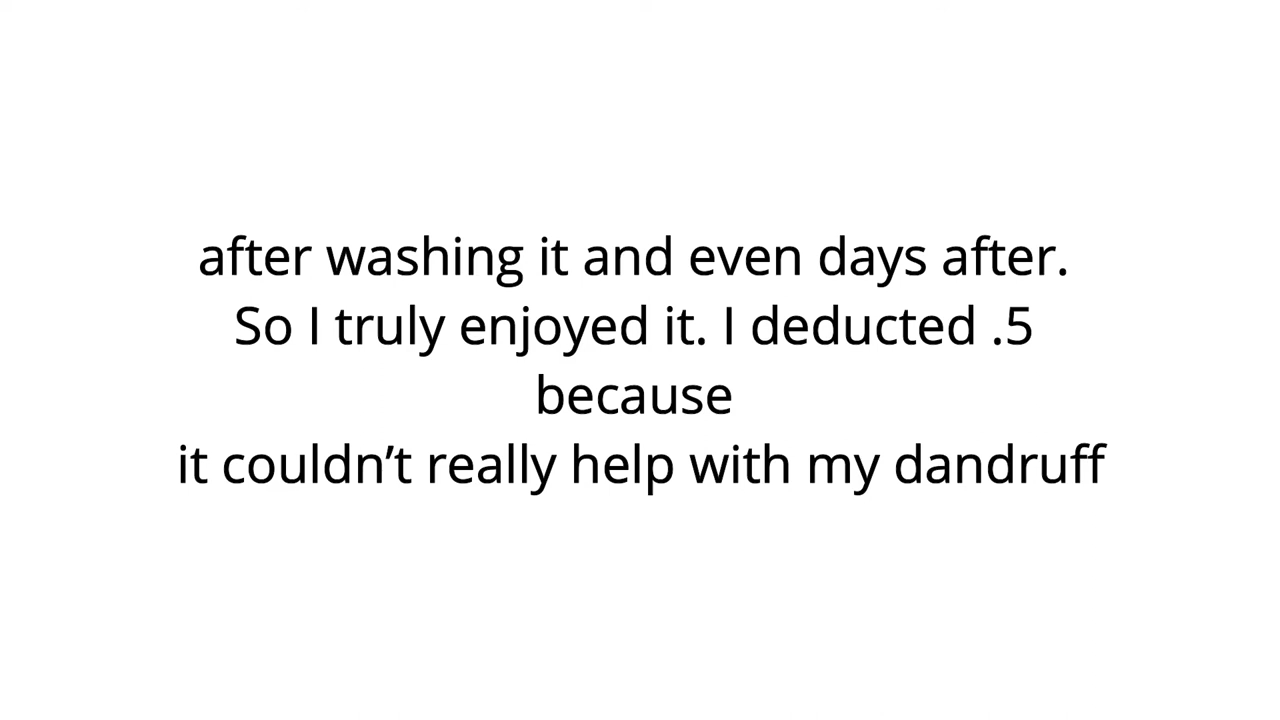 after washing it and even days after.
So I truly enjoyed it. I deducted .5
because
it couldn’t really help with my dandruff